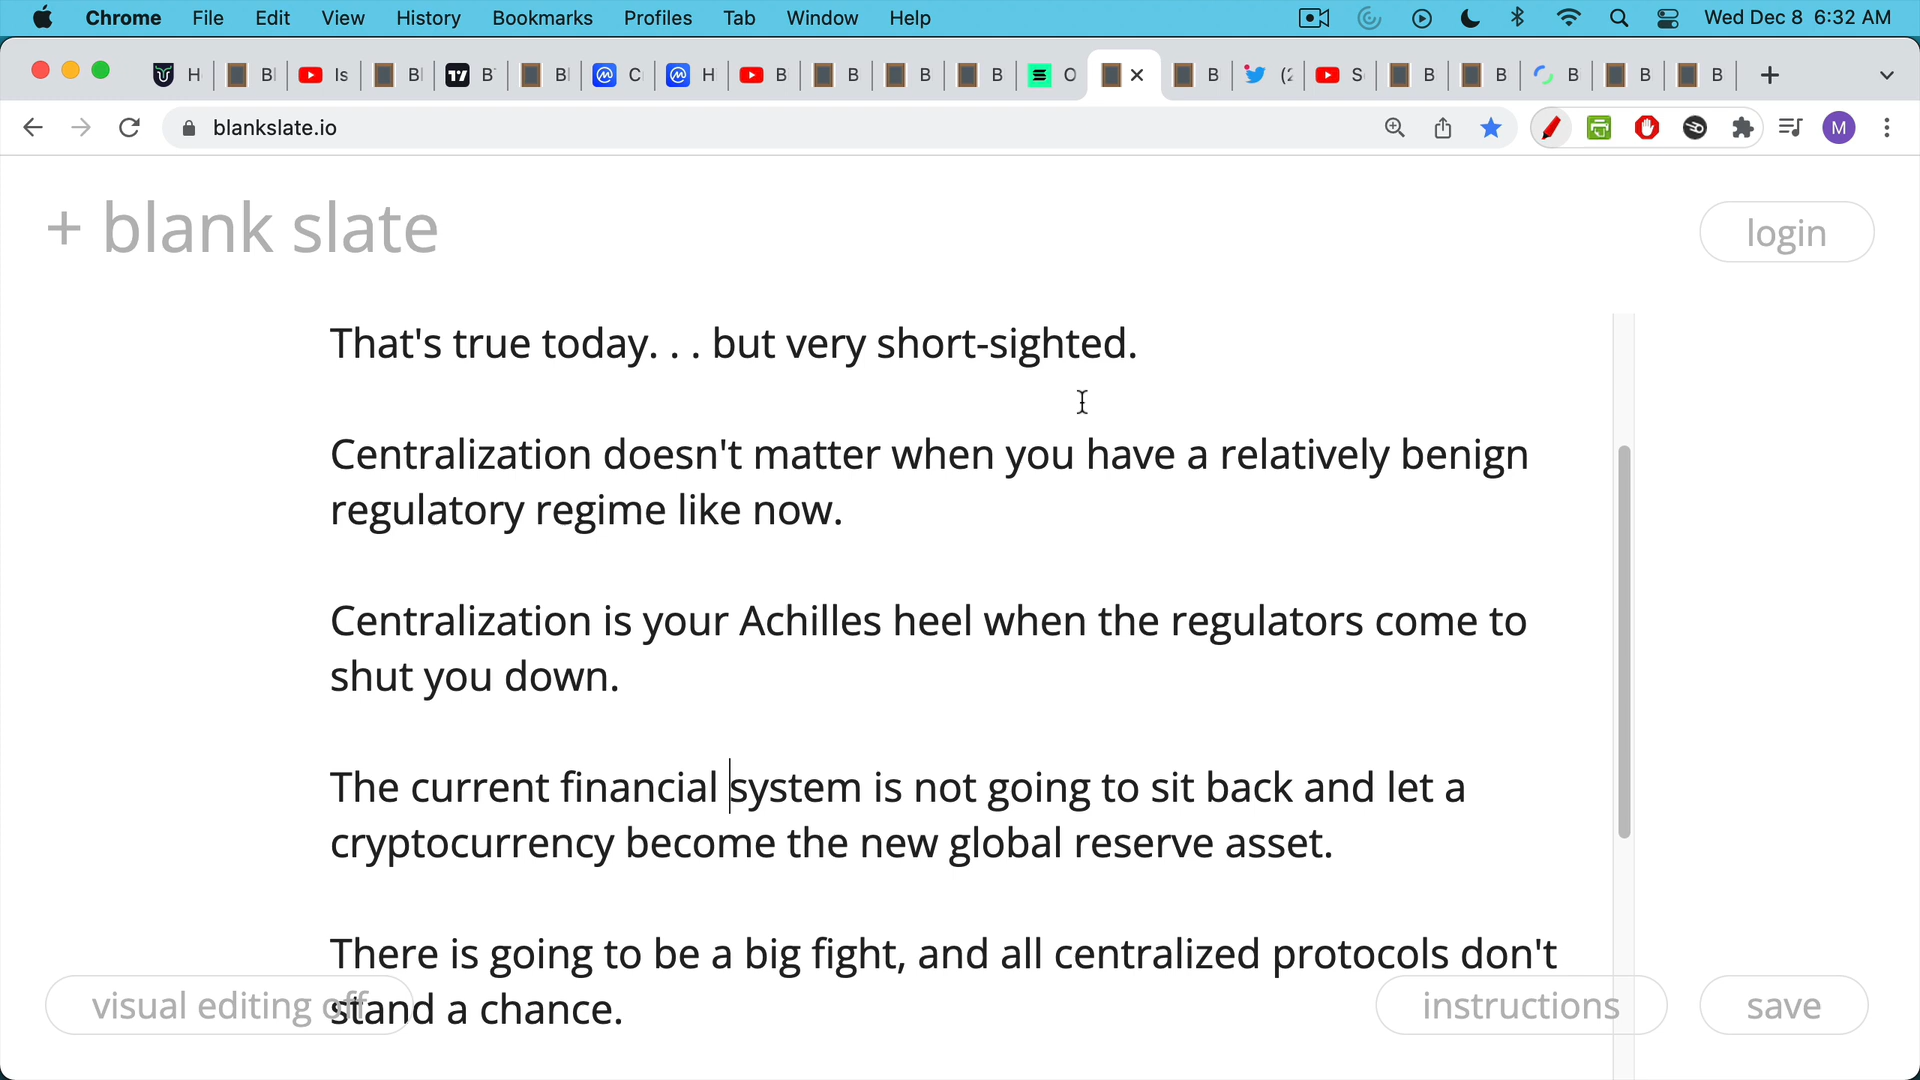 Chrome File Edit View History Bookmarks Profiles Tab Window Help Wed Dec 8 6:32 AM
H B Is B B B C H B B B B O B (2 S B B B B B
blankslate.io M
+ blank slate login
That's true today. . . but very short-sighted.
Centralization doesn't matter when you have a relatively benign
regulatory regime like now.
Centralization is your Achilles heel when the regulators come to
shut you down.
The current financial system is not going to sit back and let a
cryptocurrency become the new global reserve asset.
There is going to be a big fight, and all centralized protocols don't
stand a chance.
visual editing off instructions save